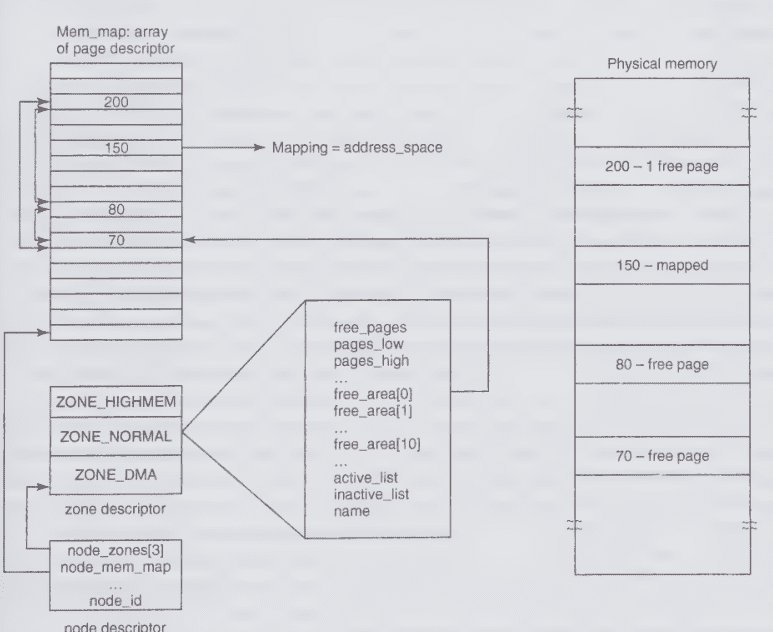 Mem_map: array
of page descriptor
200
150
80
70
Mapping = address_space
ZONE_HIGHMEM
ZONE_NORMAL
ZONE_DMA
zone descriptor
node_zones[3]
node_mem_map
...
node_id
node descriptor
free_pages
pages_low
pages_high
...
free_area[0]
free_area[1]
...
free_area[10]
...
active_list
inactive_list
name
Physical memory
200 – 1 free page
150 – mapped
80 – free page
70 – free page